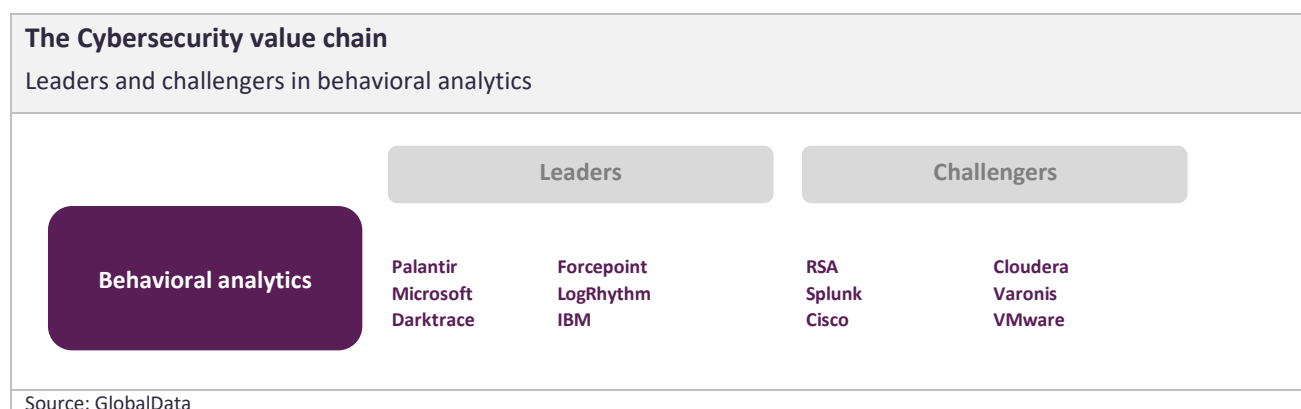 The Cybersecurity value chain
Leaders and challengers in behavioral analytics
Leaders
Challengers
Behavioral analytics
Palantir
Microsoft
Darktrace
Forcepoint
LogRhythm
IBM
RSA
Splunk
Cisco
Cloudera
Varonis
VMware
Source: GlobalData